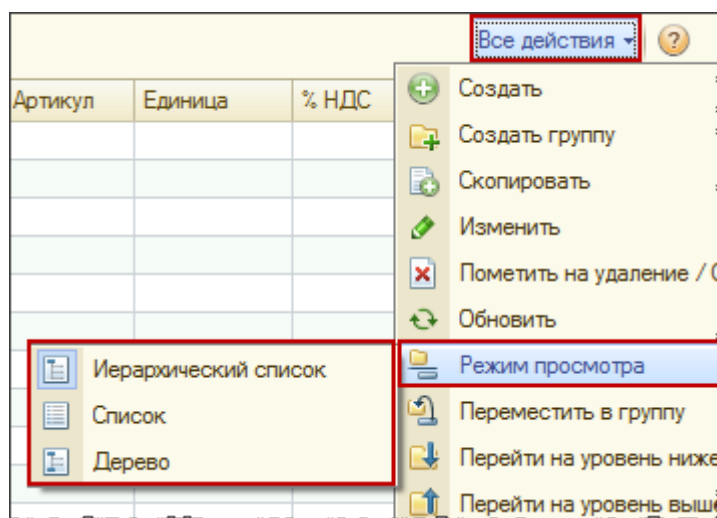 Все действия
Артикул Единица % НДС
Создать
Создать группу
Скопировать
Изменить
Пометить на удаление /
Обновить
Режим просмотра
Иерархический список
Список
Дерево
Переместить в группу
Перейти на уровень ниже
Перейти на уровень выше